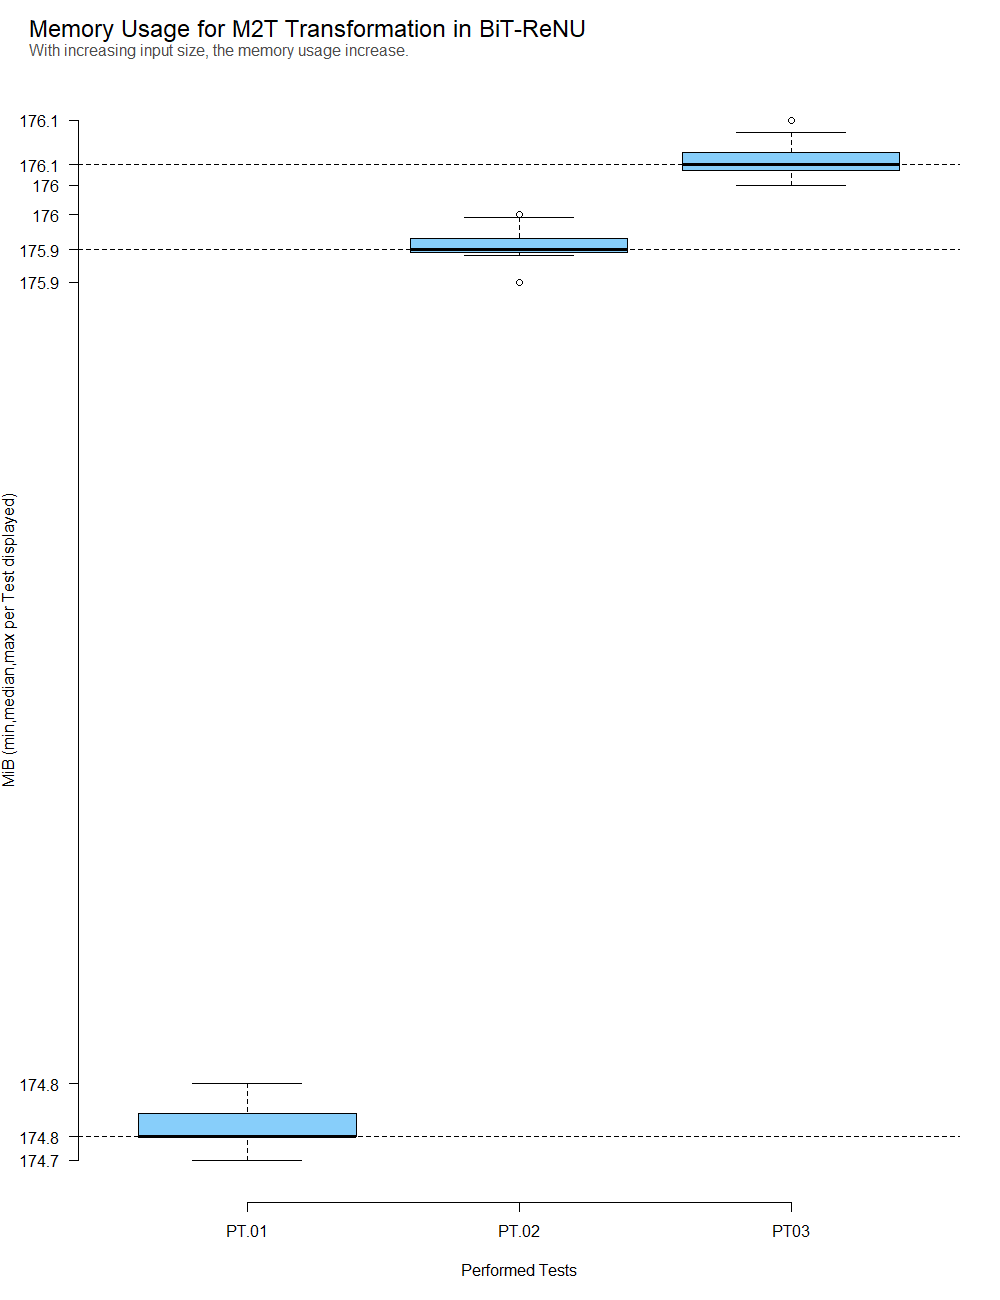 Memory Usage for M2T Transformation in BiT-ReNU
With increasing input size, the memory usage increase.
176.1
176.1
176
176
175.9
175.9
MiB (min,median,max per Test displayed)
174.8
174.8
174.7
PT.01 PT.02 PT03
Performed Tests